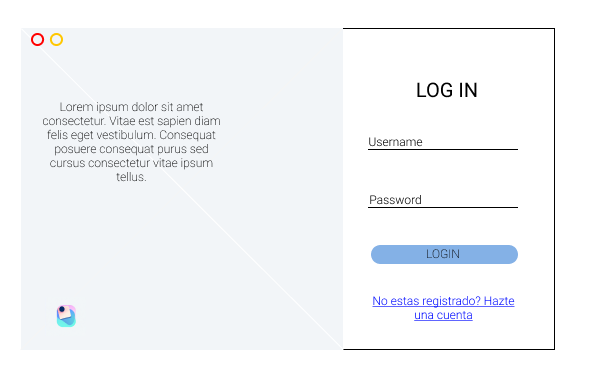 Lorem ipsum dolor sit amet
consectetur. Vitae est sapien diam
felis eget vestibulum. Consequat
posuere consequat purus sed
cursus consectetur vitae ipsum
tellus.
LOG IN
Username
Password
LOGIN
No estas registrado? Hazte
una cuenta